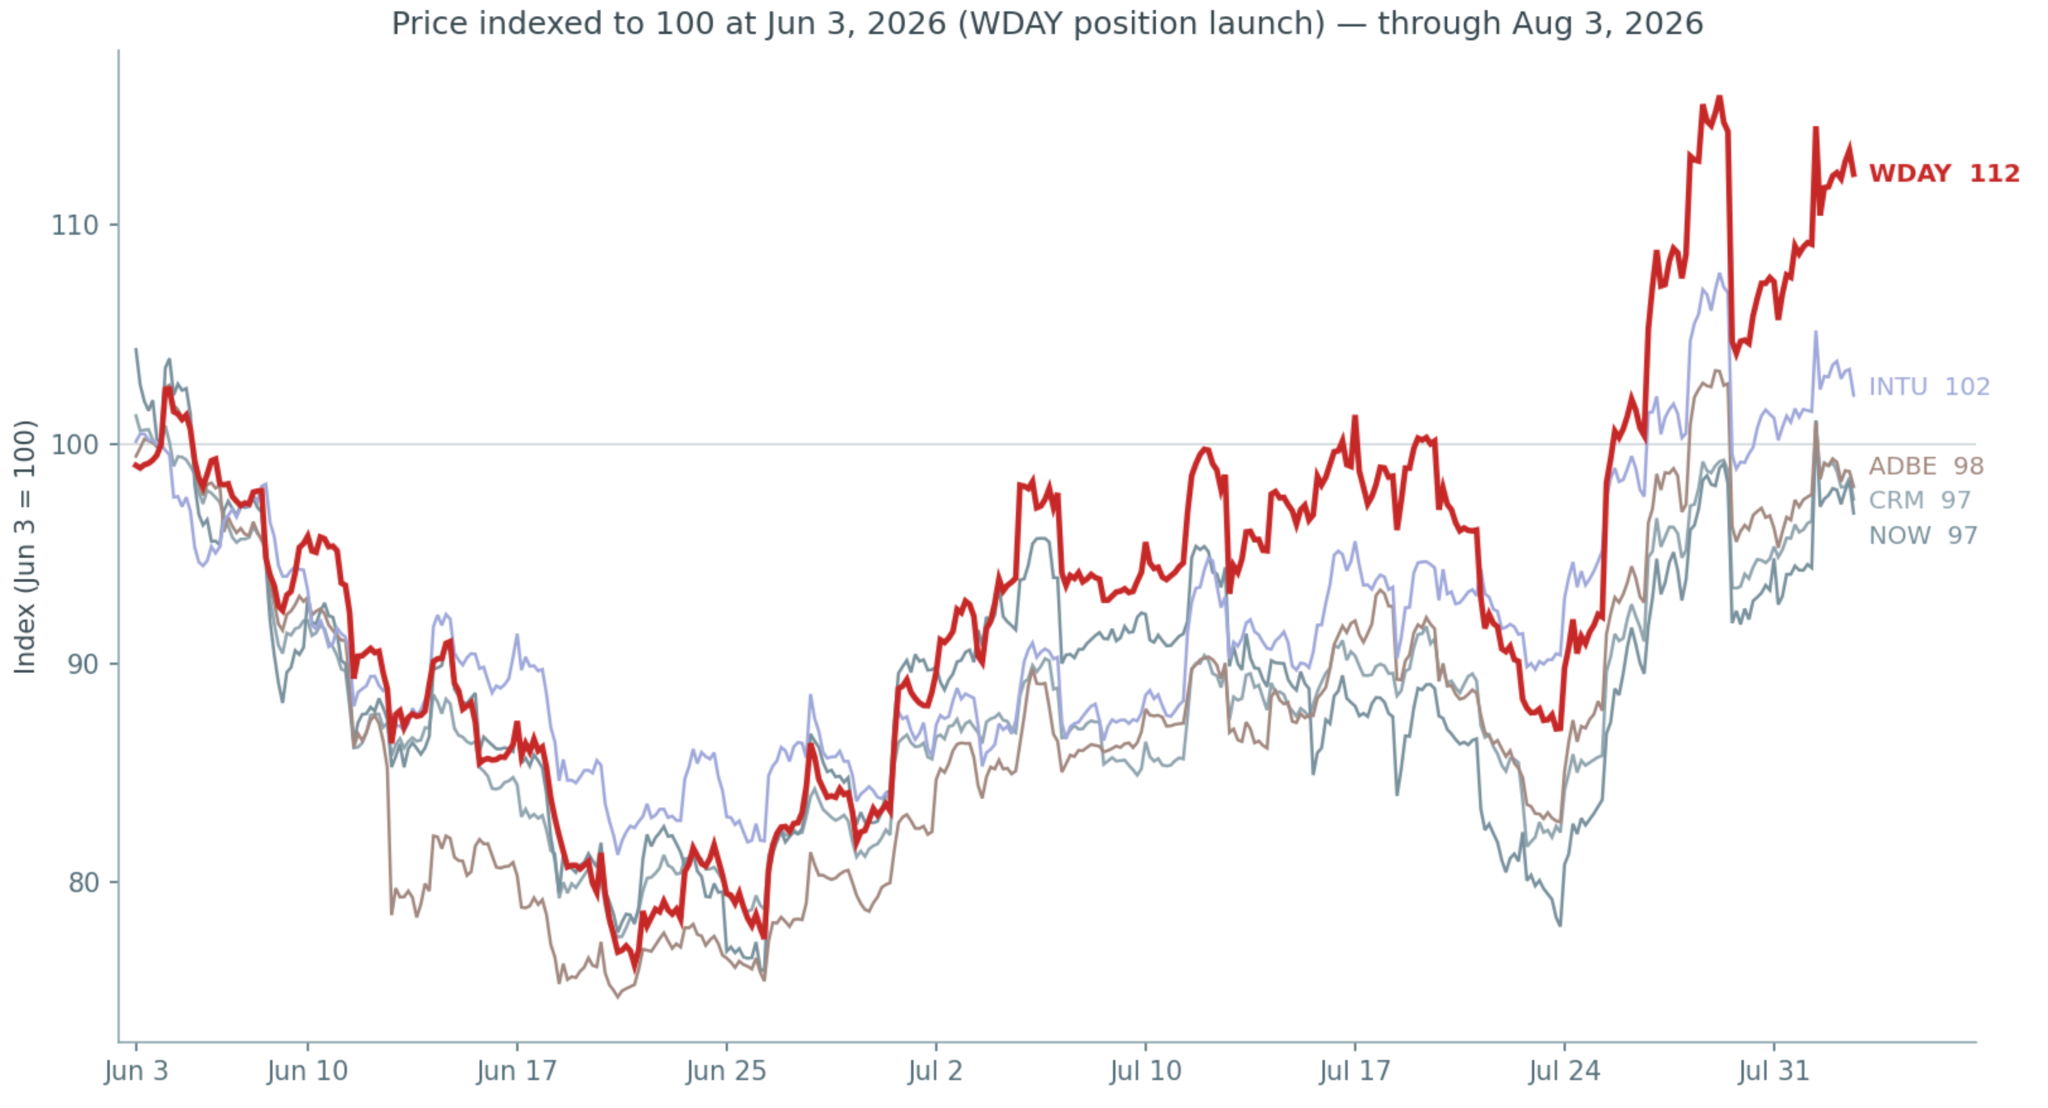 Price indexed to 100 at Jun 3, 2026 (WDAY position launch) — through Aug 3, 2026
Index (Jun 3 = 100)
110
100
90
80
WDAY 112
INTU 102
ADBE 98
CRM 97
NOW 97
Jun 3 Jun 10 Jun 17 Jun 25 Jul 2 Jul 10 Jul 17 Jul 24 Jul 31